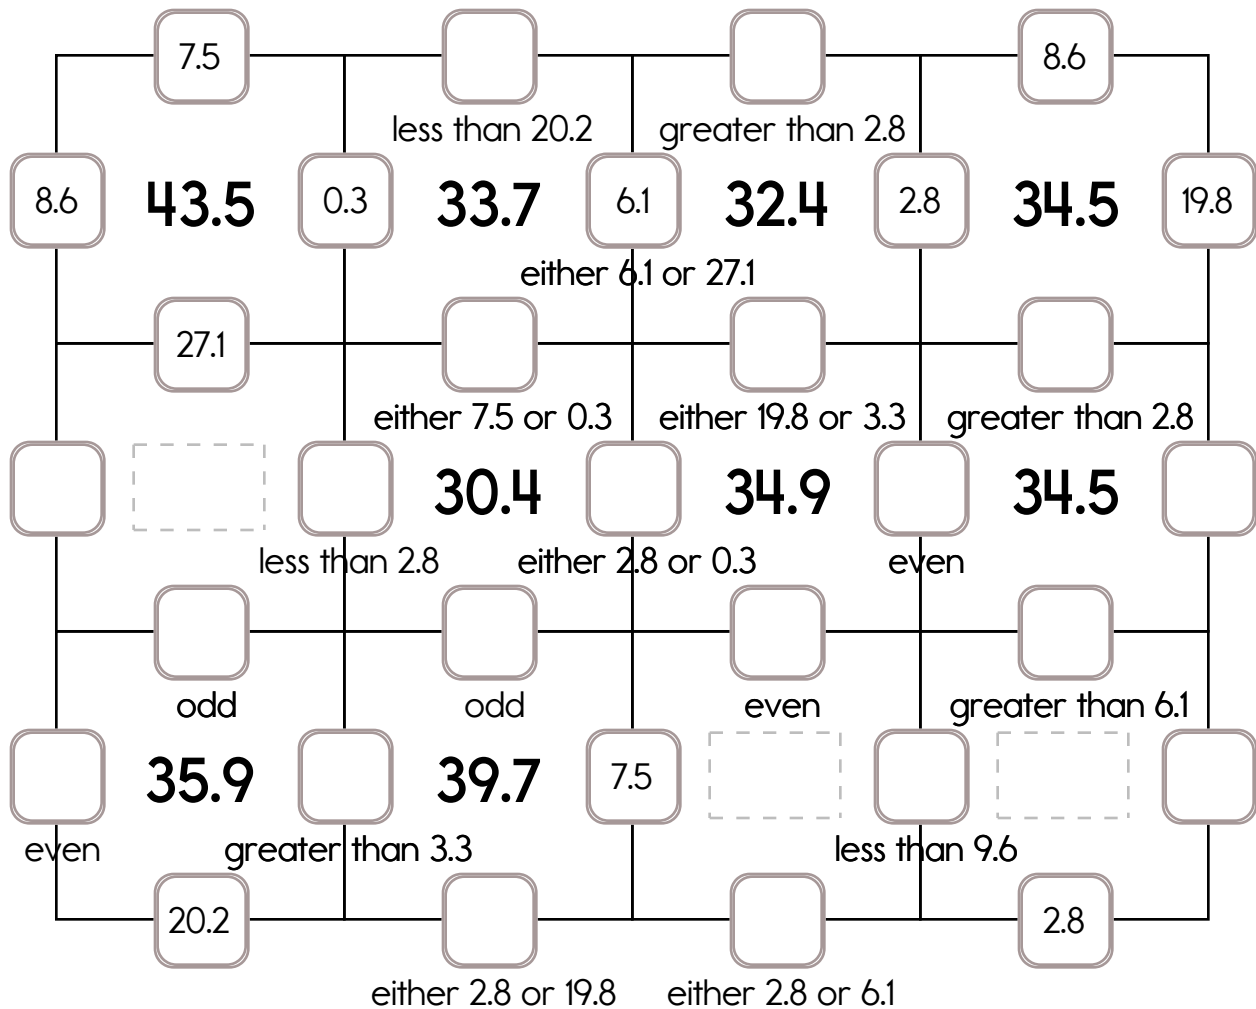 7.5 8.6
less than 20.2 greater than 2.8
8.6 43.5 0.3 33.7 6.1 32.4 2.8 34.5 19.8
either 6.1 or 27.1
27.1
either 7.5 or 0.3 either 19.8 or 3.3 greater than 2.8
30.4 34.9 34.5
less than 2.8 either 2.8 or 0.3 even
odd odd even greater than 6.1
35.9 39.7 7.5
even greater than 3.3 less than 9.6
20.2 2.8
either 2.8 or 19.8 either 2.8 or 6.1